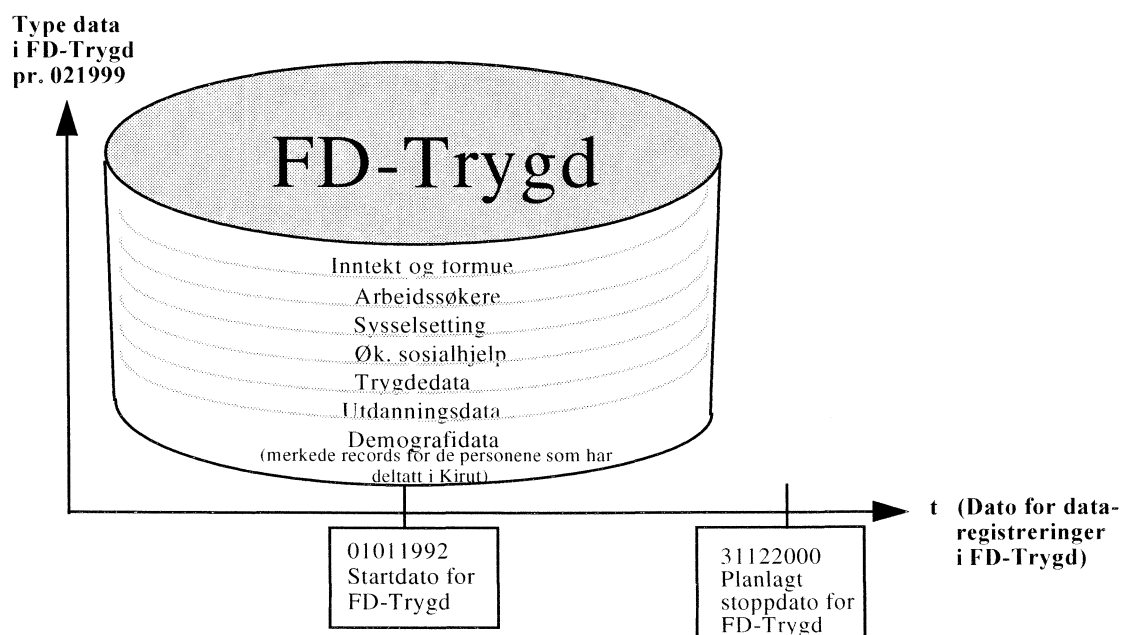 Type data
i FD-Trygd
pr. 021999
FD-Trygd
Inntekt og formue
Arbeidssøkere
Sysselsetting
Øk. sosialhjelp
Trygdedata
Utdanningsdata
Demografidata
(merkede records for de personene som har
deltatt i Kirut)
t (Dato for data-
registreringer
i FD-Trygd)
01011992
Startdato for
FD-Trygd
31122000
Planlagt
stoppdato for
FD-Trygd